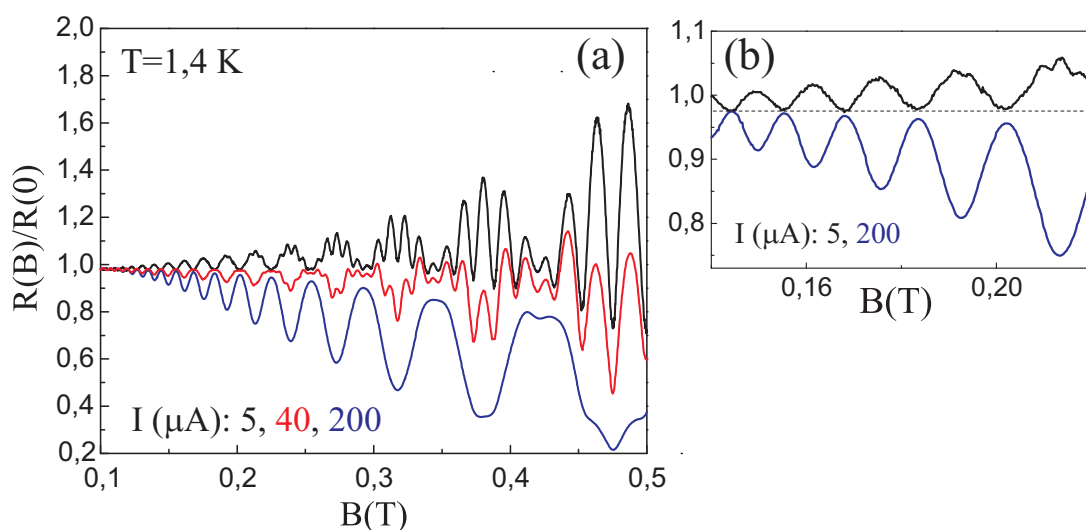 2,0
1,8
1,6
1,4
1,2
1,0
0,8
0,6
0,4
0,2
R(B)/R(0)
T=1,4 K
(a)
I (μA): 5, 40, 200
0,1
0,2
0,3
0,4
0,5
B(T)
1,1
1,0
0,9
0,8
(b)
I (μA): 5, 200
0,16
0,20
B(T)